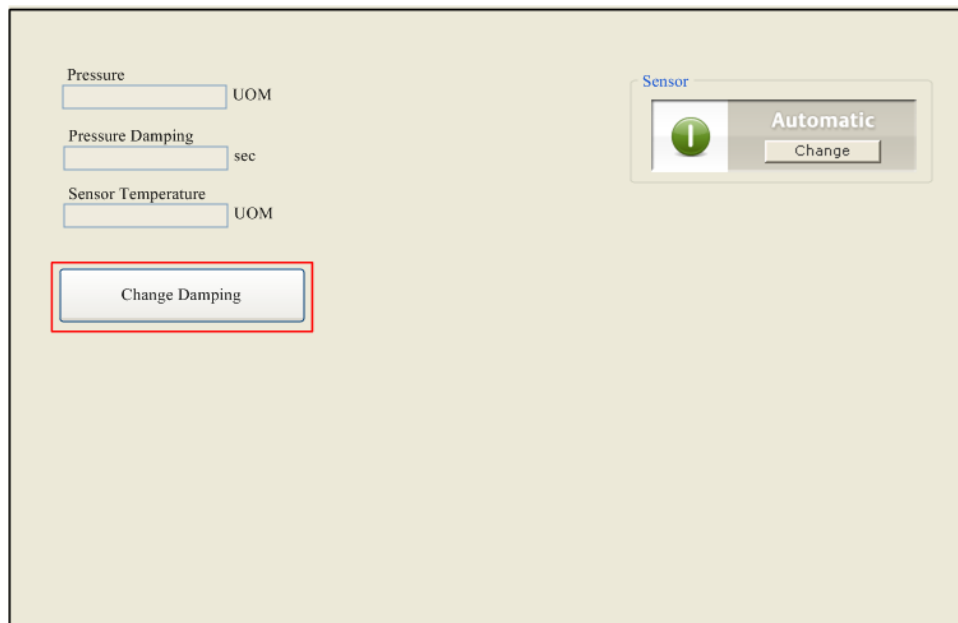 Pressure
UOM
Pressure Damping
sec
Sensor Temperature
UOM
Change Damping
Sensor
Automatic
Change